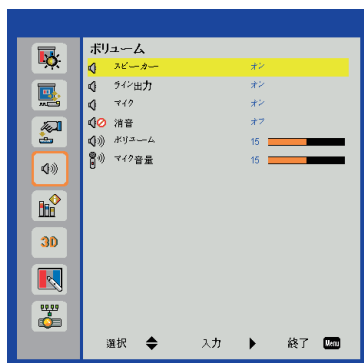 ボリューム
スピーカー オン
ライン出力 オン
マイク オン
消音 オフ
ボリューム 15
マイク音量 15
3D
選択 入力 終了 Menu